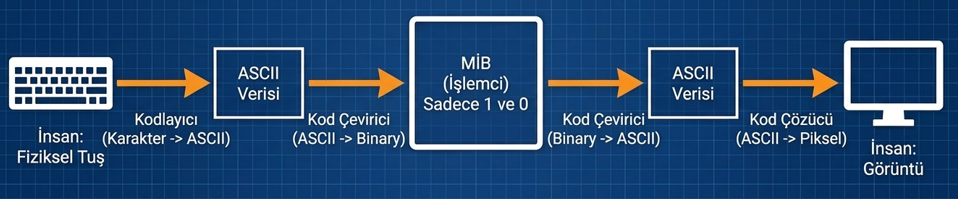 İnsan:
Fiziksel Tuş
Kodlayıcı
(Karakter -> ASCII)
ASCII
Verisi
Kod Çevirici
(ASCII -> Binary)
MİB
(İşlemci)
Sadece 1 ve 0
Kod Çevirici
(Binary -> ASCII)
ASCII
Verisi
Kod Çözücü
(ASCII -> Piksel)
İnsan:
Görüntü